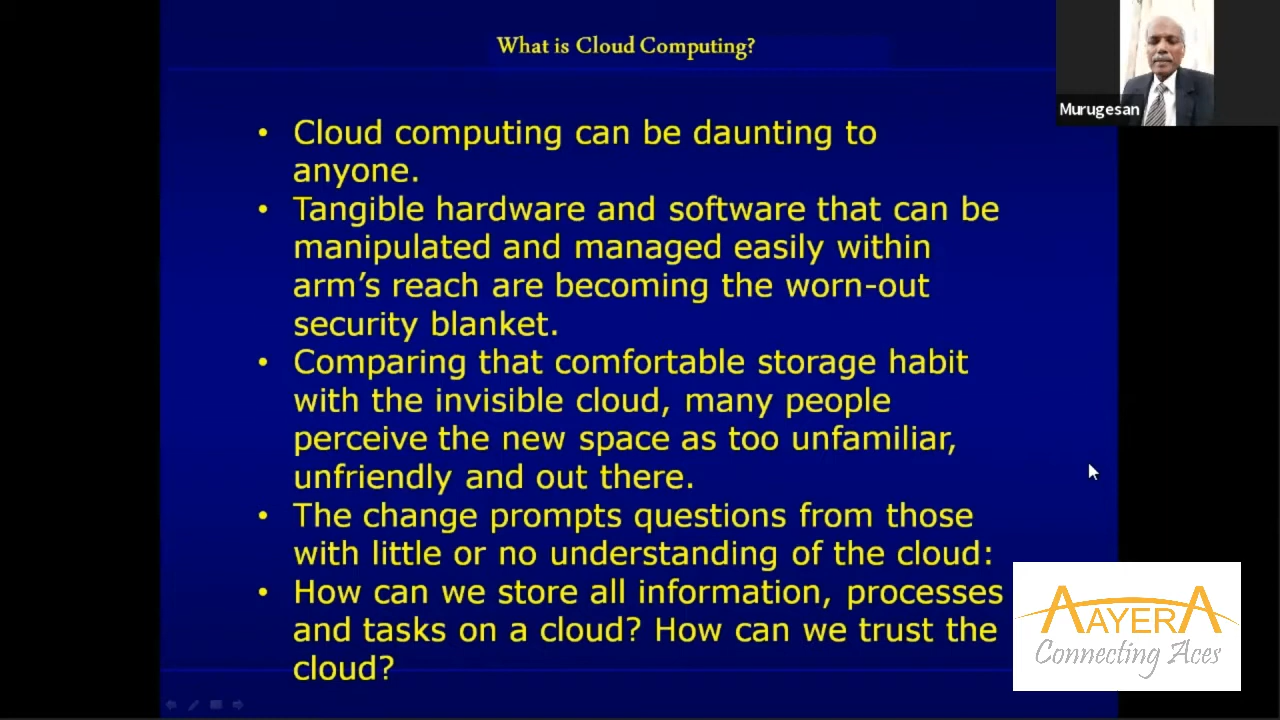 What is Cloud Computing?
Murugesan
• Cloud computing can be daunting to
anyone.
• Tangible hardware and software that can be
manipulated and managed easily within
arm's reach are becoming the worn-out
security blanket.
• Comparing that comfortable storage habit
with the invisible cloud, many people
perceive the new space as too unfamiliar,
unfriendly and out there.
• The change prompts questions from those
with little or no understanding of the cloud:
• How can we store all information, processes
and tasks on a cloud? How can we trust the
cloud?
AAYERA
Connecting Aces